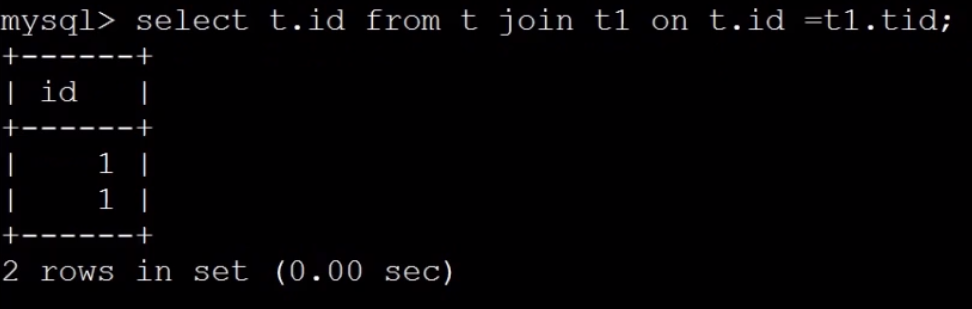 mysql> select t.id from t join t1 on t.id =t1.tid;
+------+
| id   |
+------+
|    1 |
|    1 |
+------+
2 rows in set (0.00 sec)